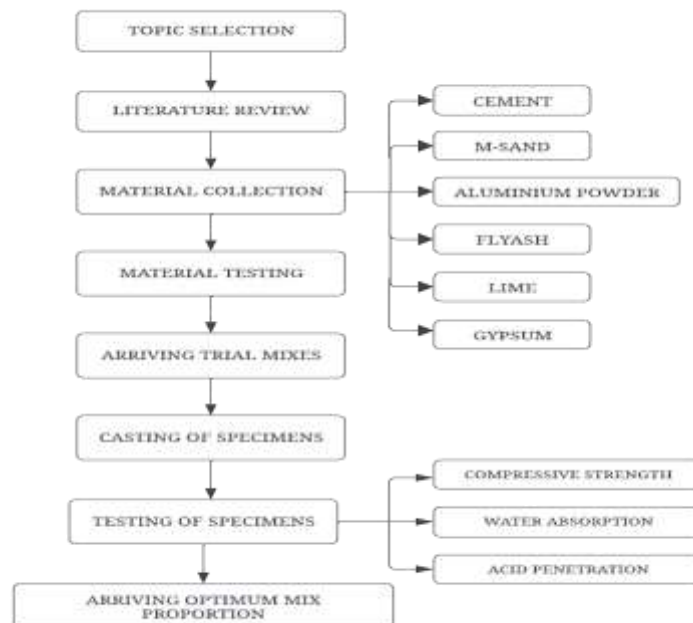 TOPIC SELECTION
LITERATURE REVIEW
MATERIAL COLLECTION
CEMENT
M-SAND
ALUMINIUM POWDER
FLYASH
LIME
GYPSUM
MATERIAL TESTING
ARRIVING TRIAL MIXES
CASTING OF SPECIMENS
TESTING OF SPECIMENS
COMPRESSIVE STRENGTH
WATER ABSORPTION
ACID PENETRATION
ARRIVING OPTIMUM MIX
PROPORTION